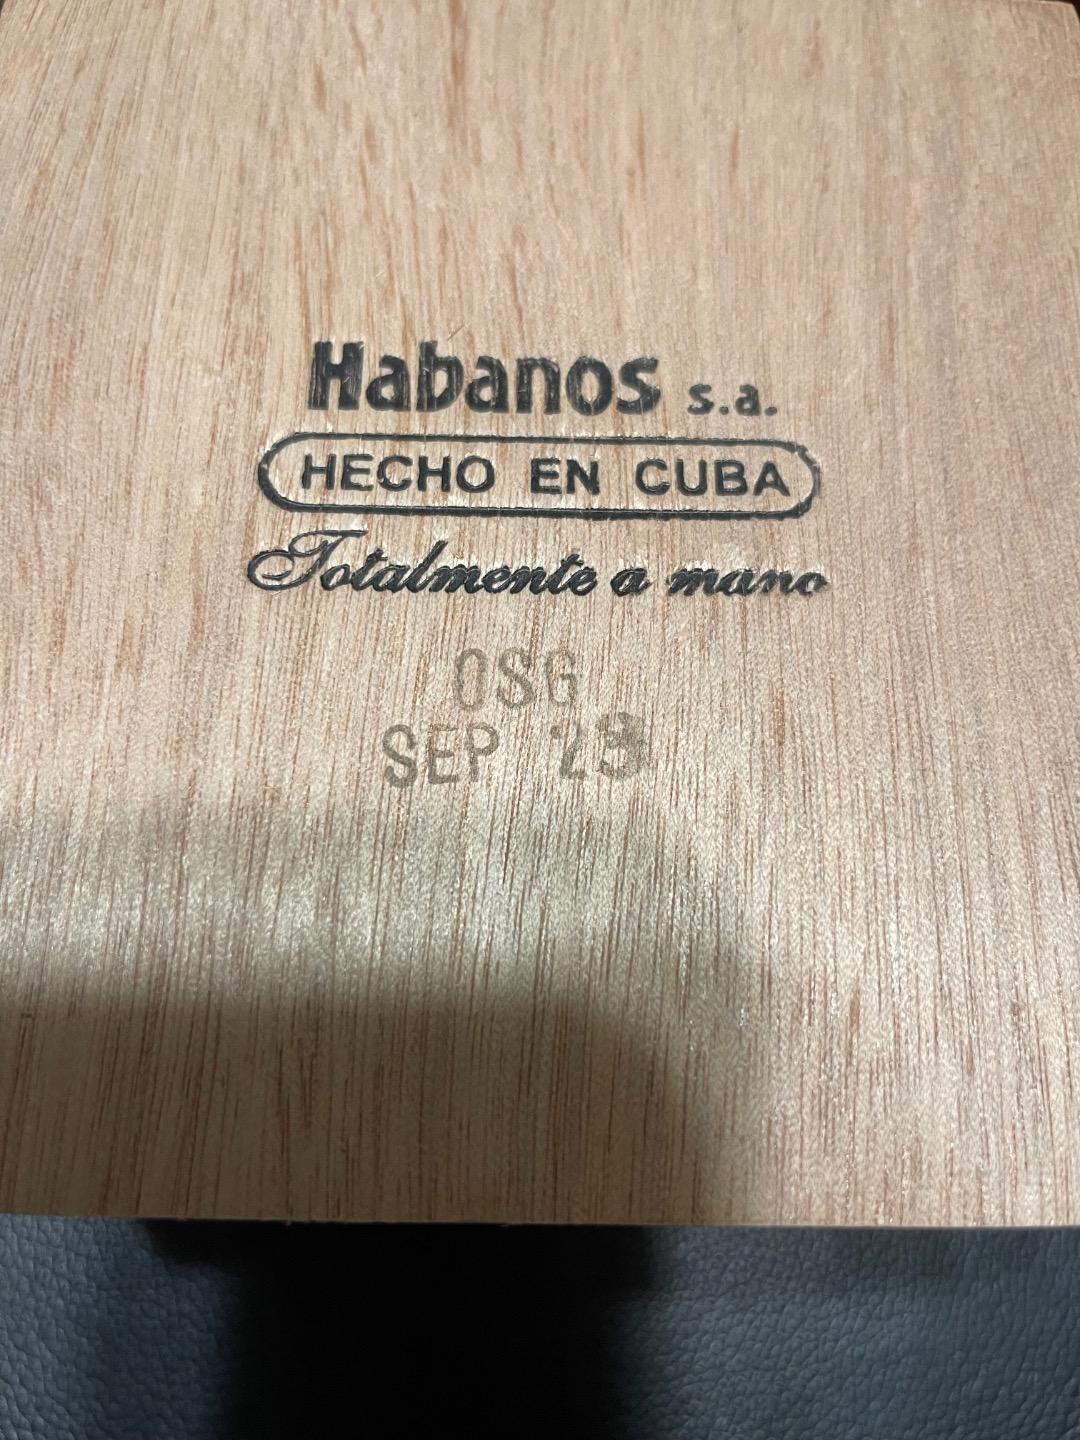 Habanos s.a.
HECHO EN CUBA
Totalmente a mano
OSG
SEP 23